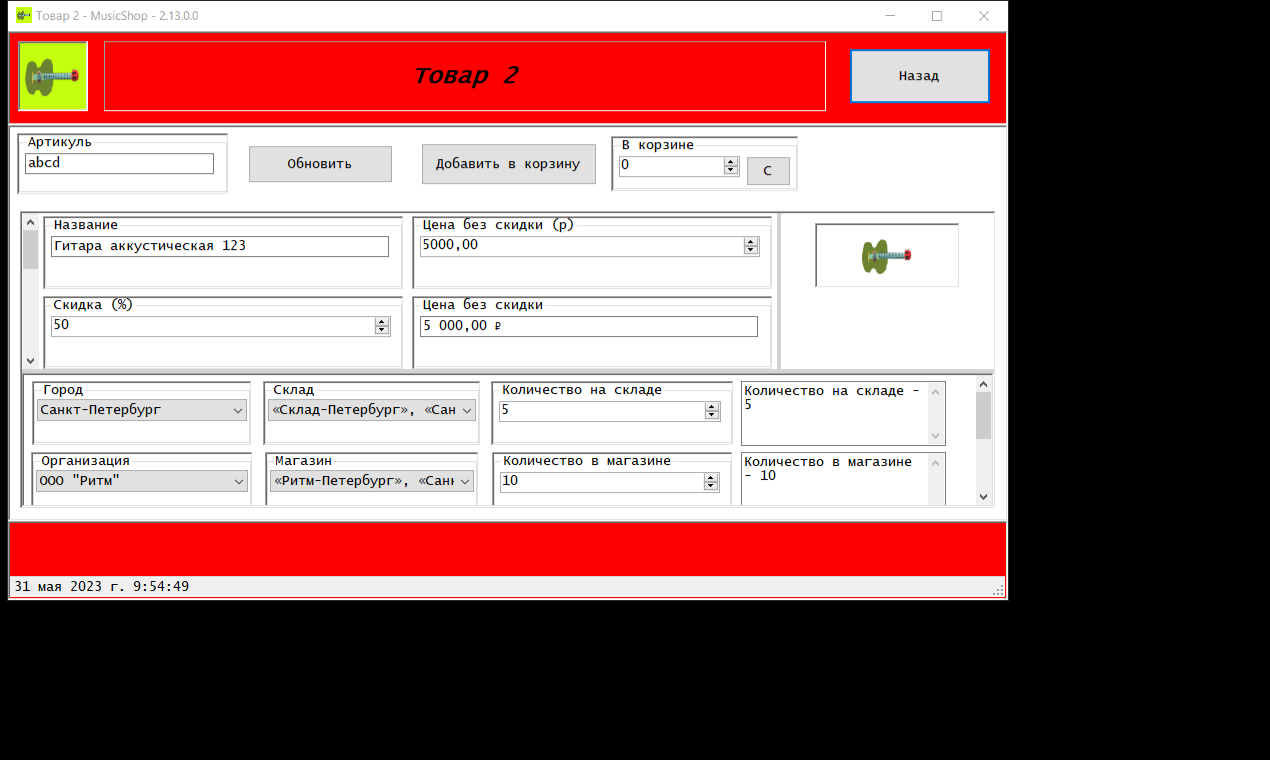 Товар 2 - MusicShop - 2.13.0.0
Товар 2
Назад
Артикуль
abcd
Обновить
Добавить в корзину
В корзине
0
С
Название
Гитара аккустическая 123
Цена без скидки (р)
5000,00
Скидка (%)
50
Цена без скидки
5 000,00 ₽
Город
Санкт-Петербург
Склад
«Склад-Петербург», «Сан
Количество на складе
5
Количество на складе -
5
Организация
ООО "Ритм"
Магазин
«Ритм-Петербург», «Санк
Количество в магазине
10
Количество в магазине
- 10
31 мая 2023 г. 9:54:49